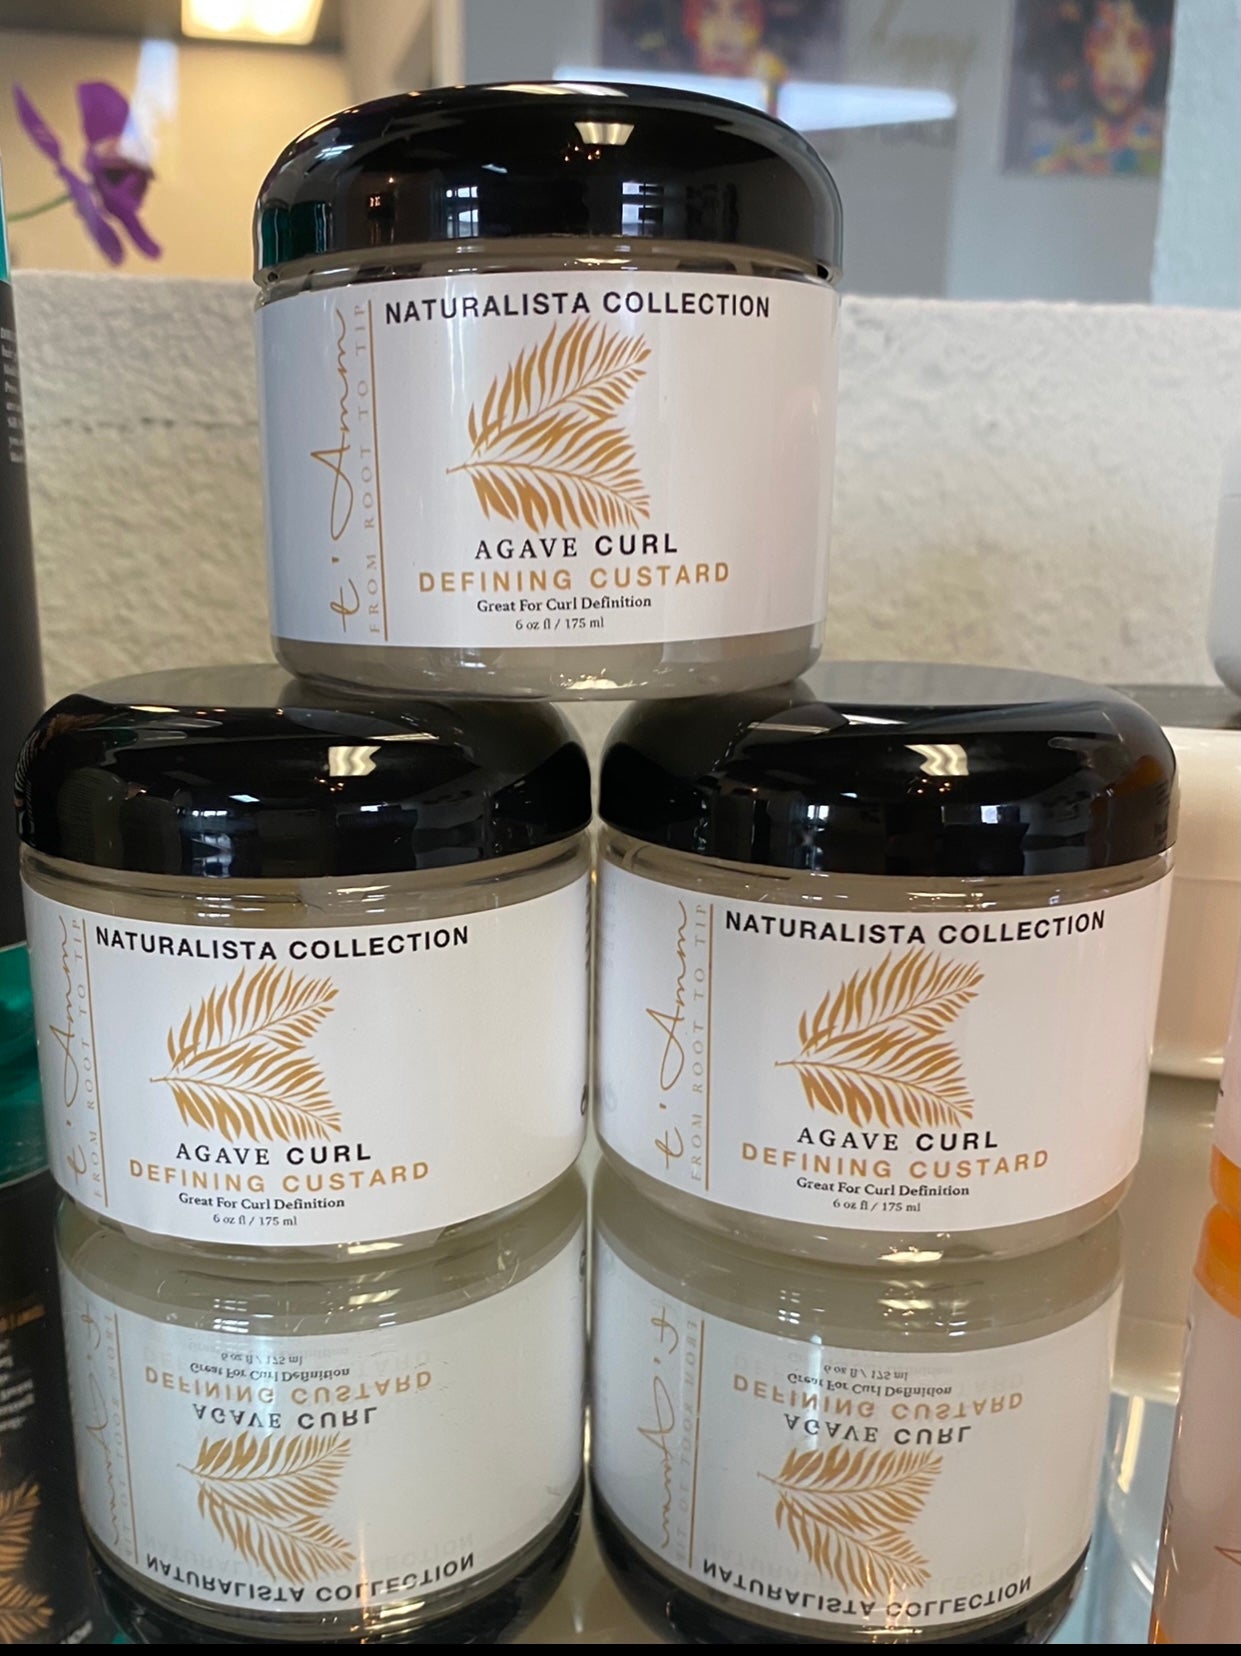 NATURALISTA COLLECTION
t'Amm
FROM ROOT TO TIP
AGAVE CURL
DEFINING CUSTARD
Great For Curl Definition
6 oz fl / 175 ml
NATURALISTA COLLECTION
t'Amm
FROM ROOT TO TIP
AGAVE CURL
DEFINING CUSTARD
Great For Curl Definition
6 oz fl / 175 ml
NATURALISTA COLLECTION
t'Amm
FROM ROOT TO TIP
AGAVE CURL
DEFINING CUSTARD
Great For Curl Definition
6 oz fl / 175 ml